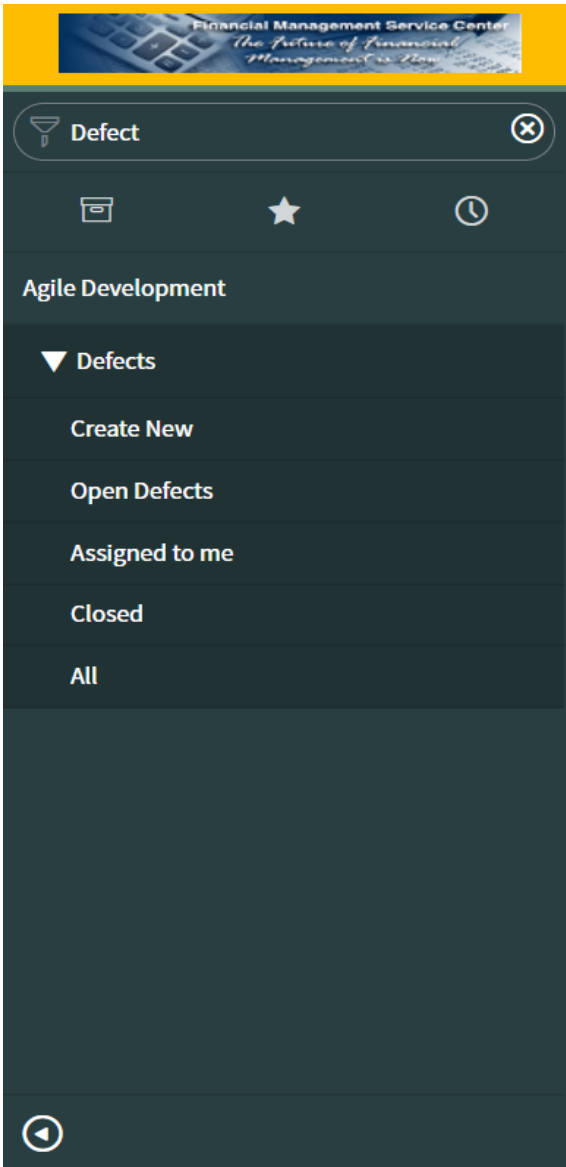 Financial Management Service Center
The Future of Financial
Management is Now
Defect
Agile Development
Defects
Create New
Open Defects
Assigned to me
Closed
All